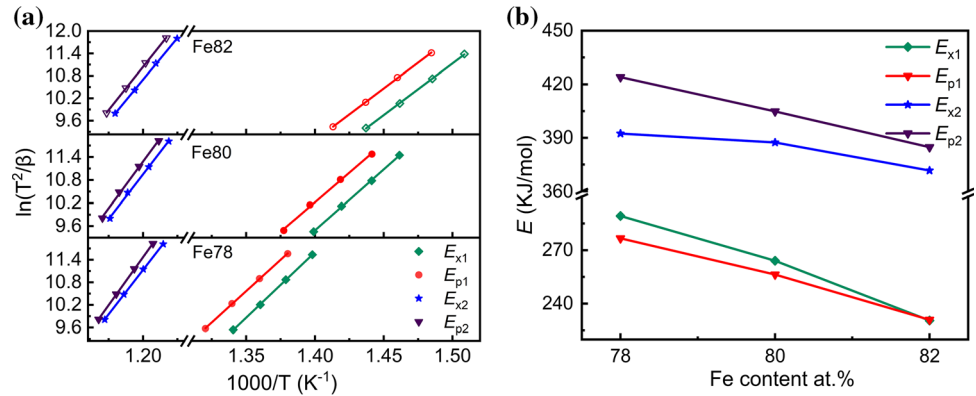 (a)
12.0
11.4
10.8
10.2
9.6
Fe82
11.4
10.8
10.2
9.6
Fe80
11.4
10.8
10.2
9.6
Fe78
Ex1
Ep1
Ex2
Ep2
ln(T²/β)
1.20 1.35 1.40 1.45 1.50
1000/T (K⁻¹)
(b)
450
420
390
360
270
240
Ex1
Ep1
Ex2
Ep2
E (KJ/mol)
78 80 82
Fe content at.%